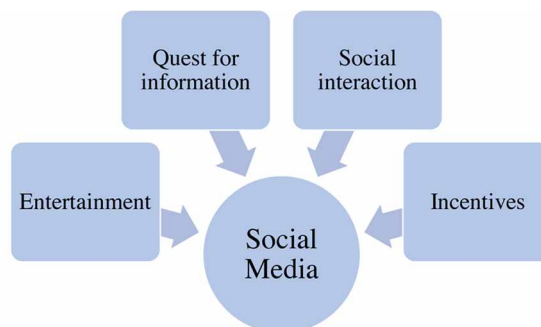 Quest for
information
Social
interaction
Entertainment
Incentives
Social
Media